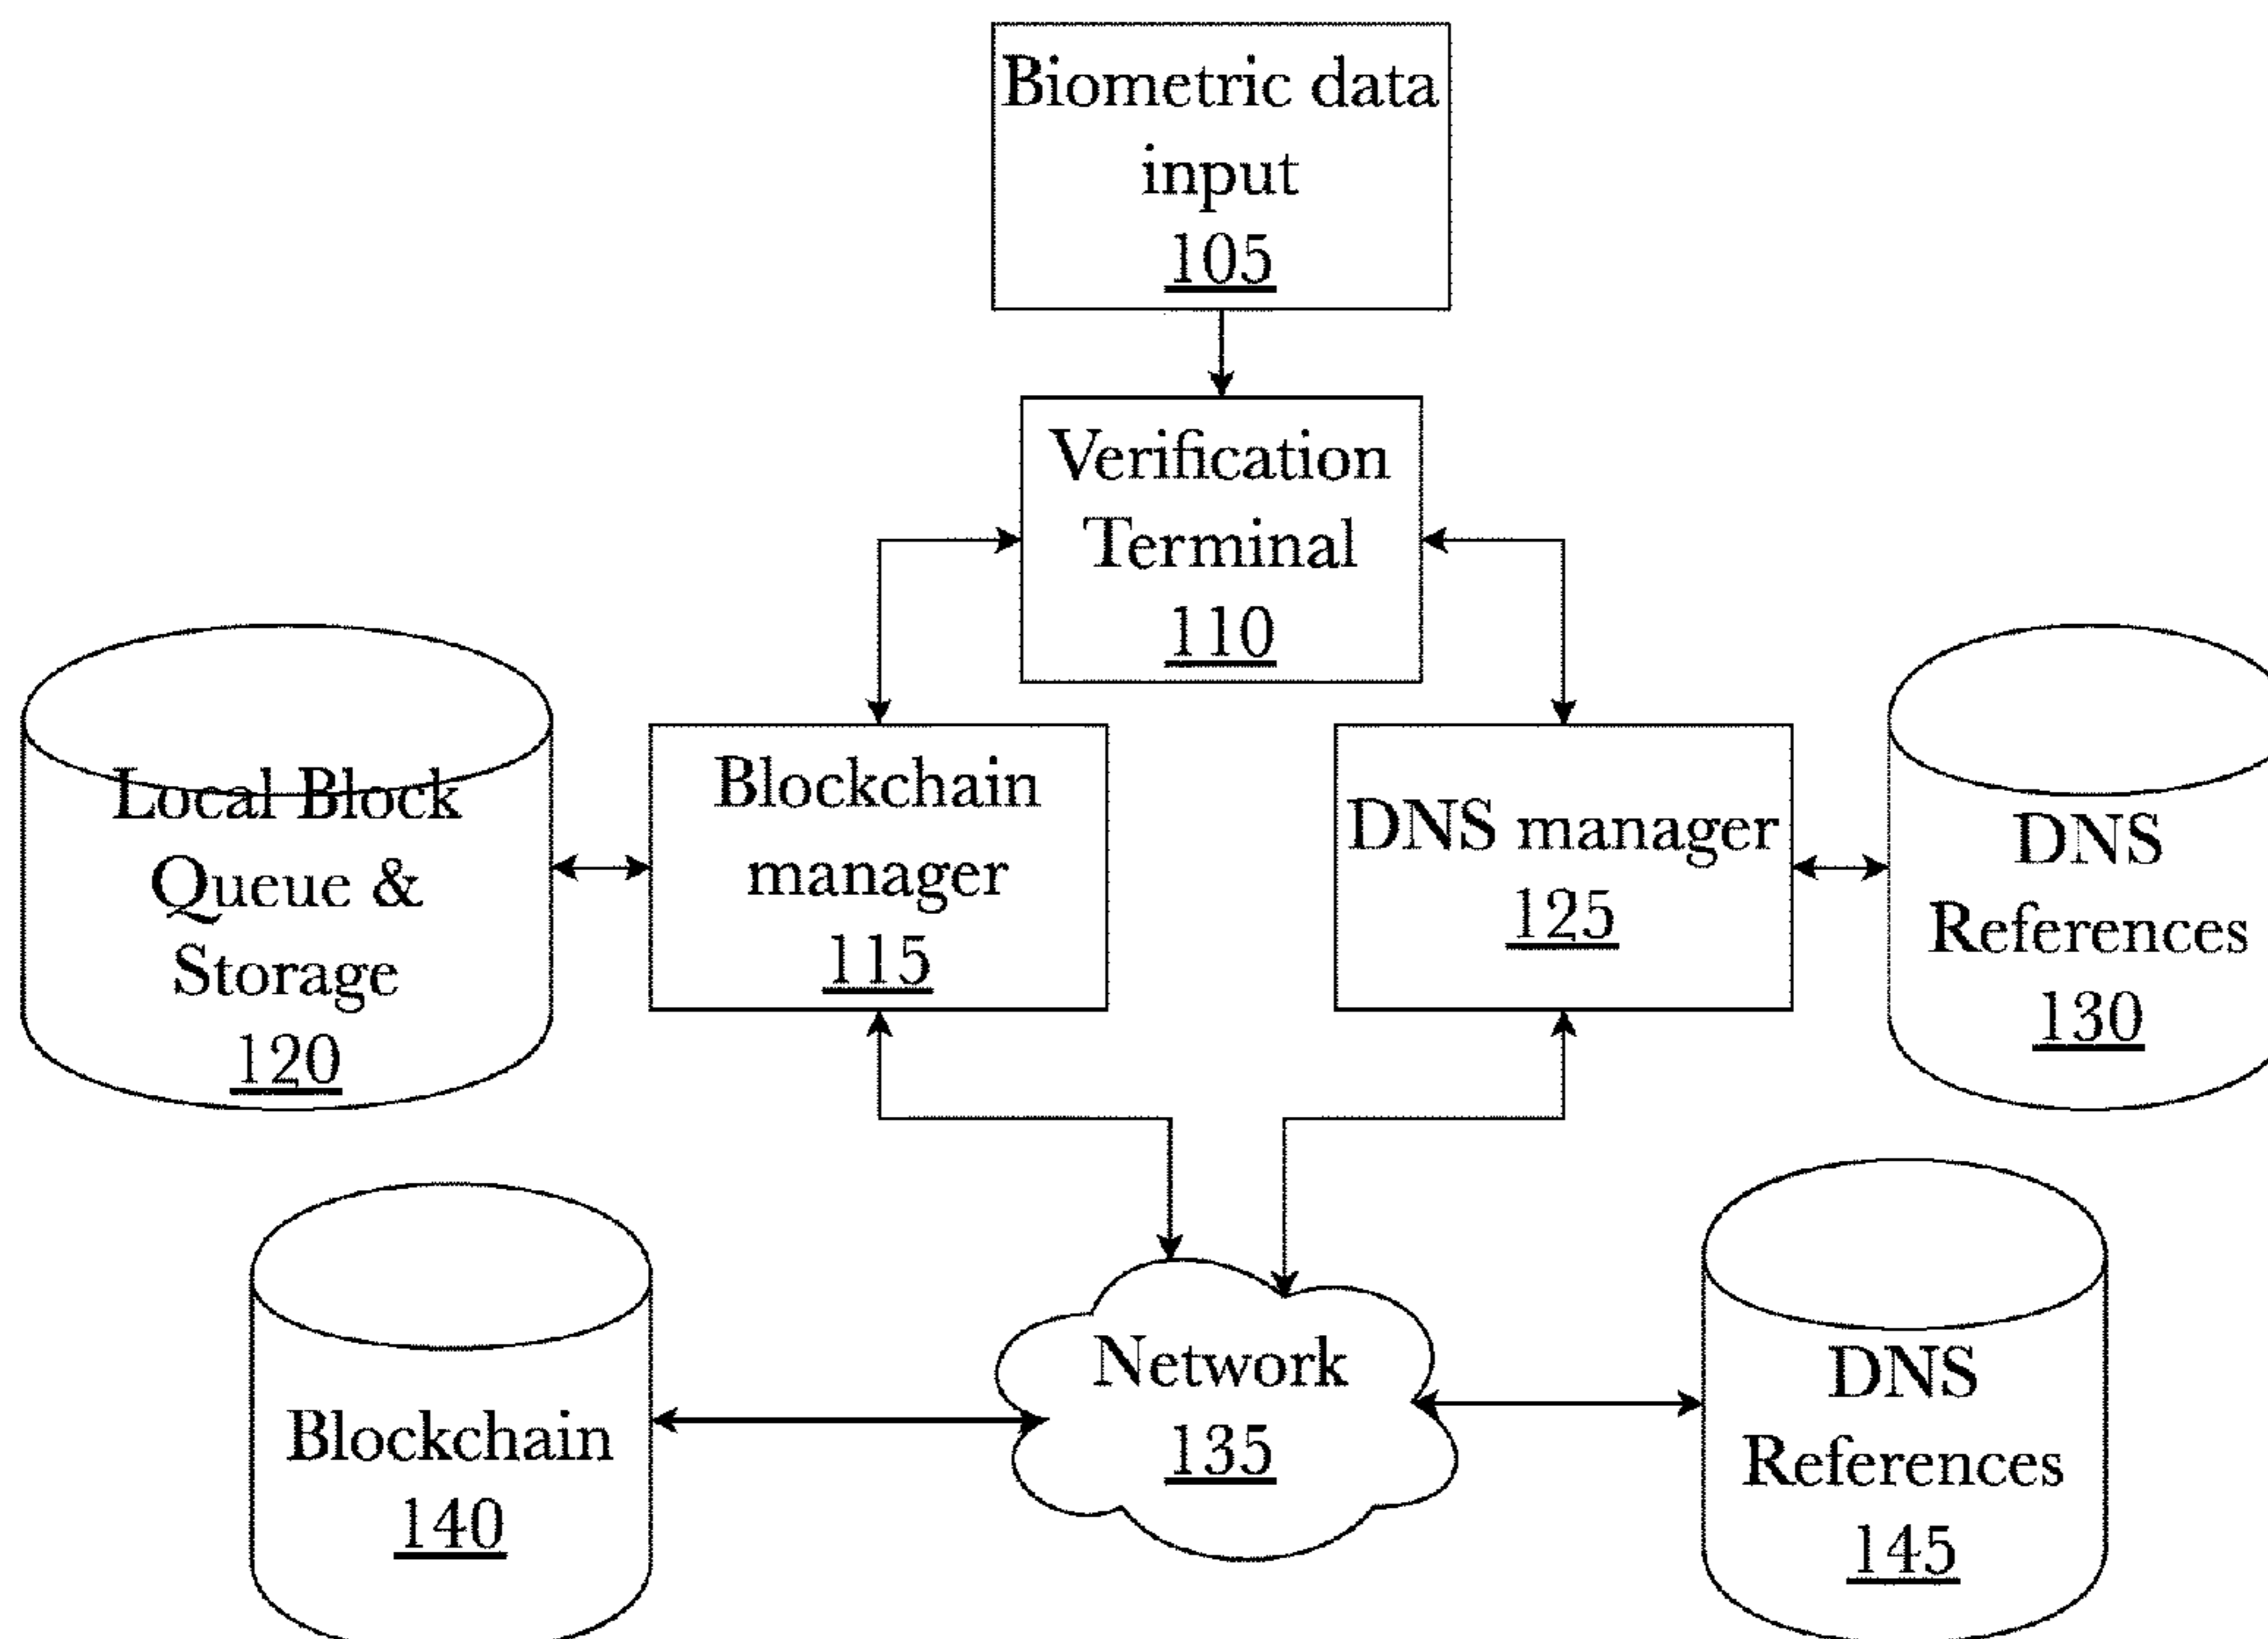 Biometric data
input
105
Verification
Terminal
110
Local Block
Queue &
Storage
120
Blockchain
manager
115
DNS manager
125
DNS
References
130
Blockchain
140
Network
135
DNS
References
145